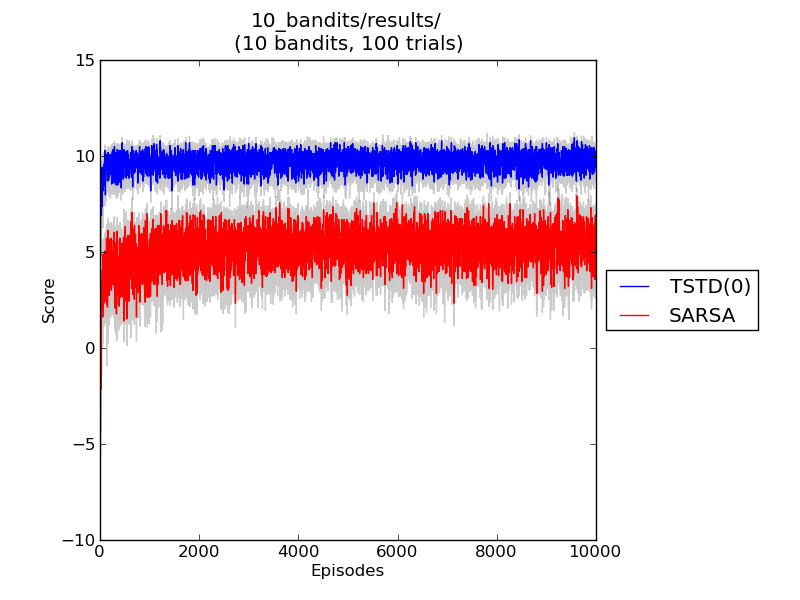 10_bandits/results/
(10 bandits, 100 trials)
15
10
5
0
−5
−10
Score
0 2000 4000 6000 8000 10000
Episodes
TSTD(0)
SARSA